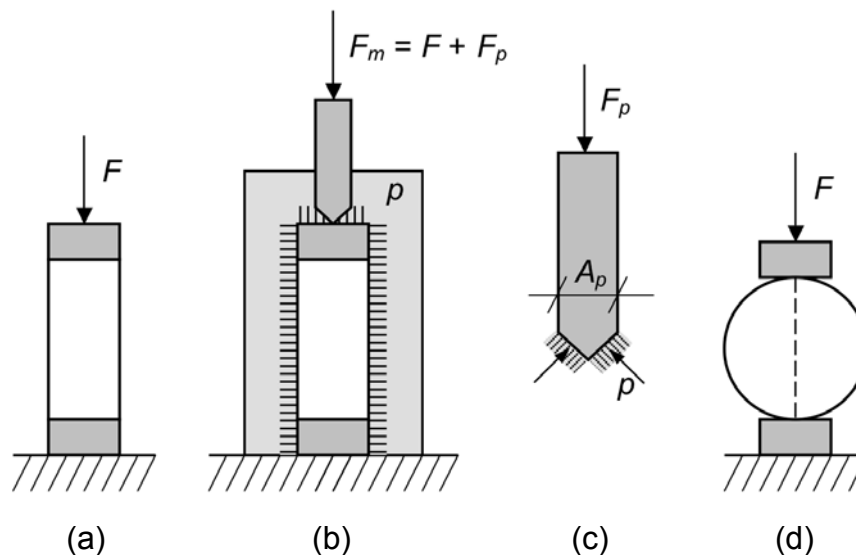 F
F_m = F + F_p
p
F_p
A_p
p
F
(a)
(b)
(c)
(d)